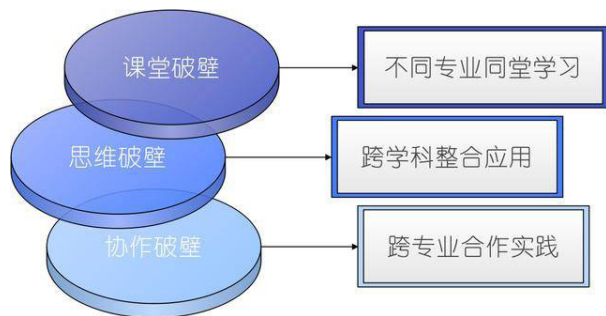 课堂破壁
不同专业同堂学习
思维破壁
跨学科整合应用
协作破壁
跨专业合作实践